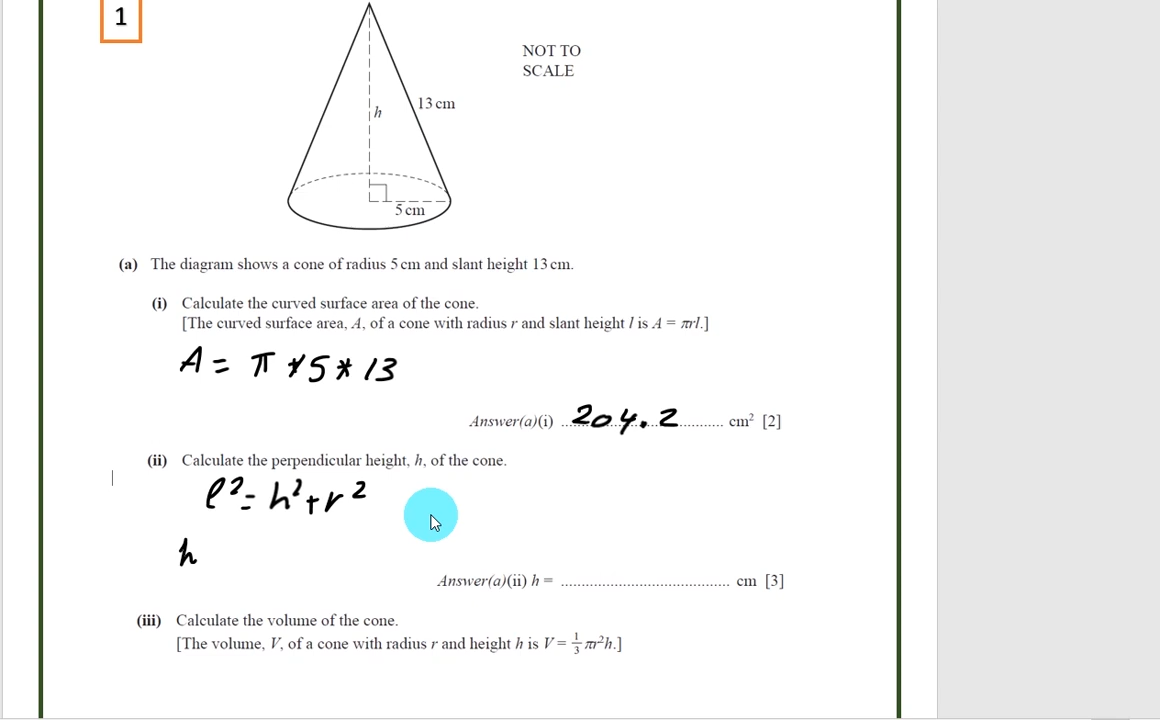 1
NOT TO
SCALE
13 cm
h
5 cm
(a) The diagram shows a cone of radius 5 cm and slant height 13 cm.
(i) Calculate the curved surface area of the cone.
[The curved surface area, A, of a cone with radius r and slant height l is A = πrl.]
A = π * 5 * 13
Answer(a)(i) ...204.2... cm² [2]
(ii) Calculate the perpendicular height, h, of the cone.
l² = h² + r²
h
Answer(a)(ii) h = ........................................ cm [3]
(iii) Calculate the volume of the cone.
[The volume, V, of a cone with radius r and height h is V = 1/3 πr²h.]